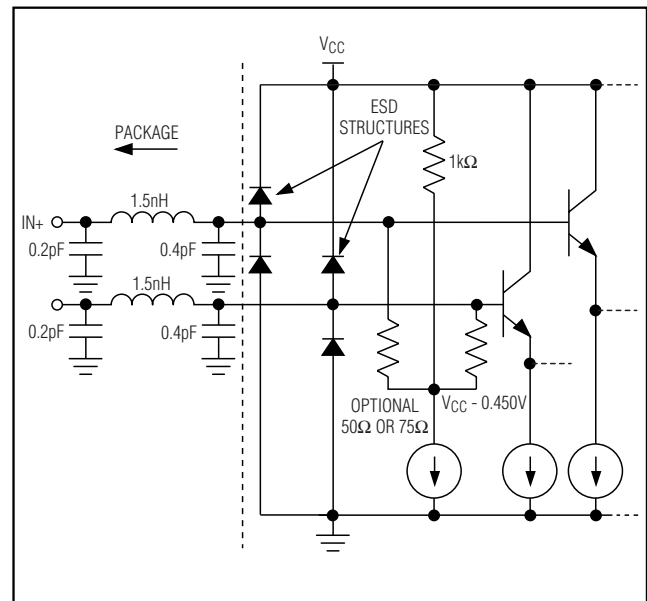 VCC
ESD
STRUCTURES
PACKAGE
1kΩ
1.5nH
IN+
0.2pF
0.4pF
1.5nH
0.2pF
0.4pF
OPTIONAL
50Ω OR 75Ω
VCC - 0.450V